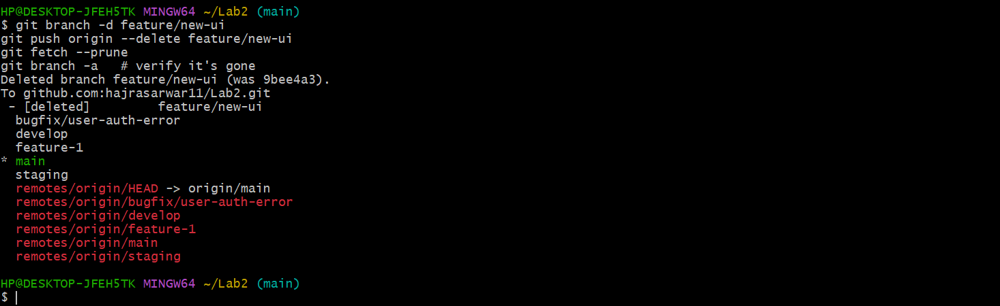 HP@DESKTOP-JFEH5TK MINGW64 ~/Lab2 (main)
$ git branch -d feature/new-ui
git push origin --delete feature/new-ui
git fetch --prune
git branch -a   # verify it's gone
Deleted branch feature/new-ui (was 9bee4a3).
To github.com:hajrasarwar11/Lab2.git
 - [deleted]         feature/new-ui
  bugfix/user-auth-error
  develop
  feature-1
* main
  staging
  remotes/origin/HEAD -> origin/main
  remotes/origin/bugfix/user-auth-error
  remotes/origin/develop
  remotes/origin/feature-1
  remotes/origin/main
  remotes/origin/staging
HP@DESKTOP-JFEH5TK MINGW64 ~/Lab2 (main)
$